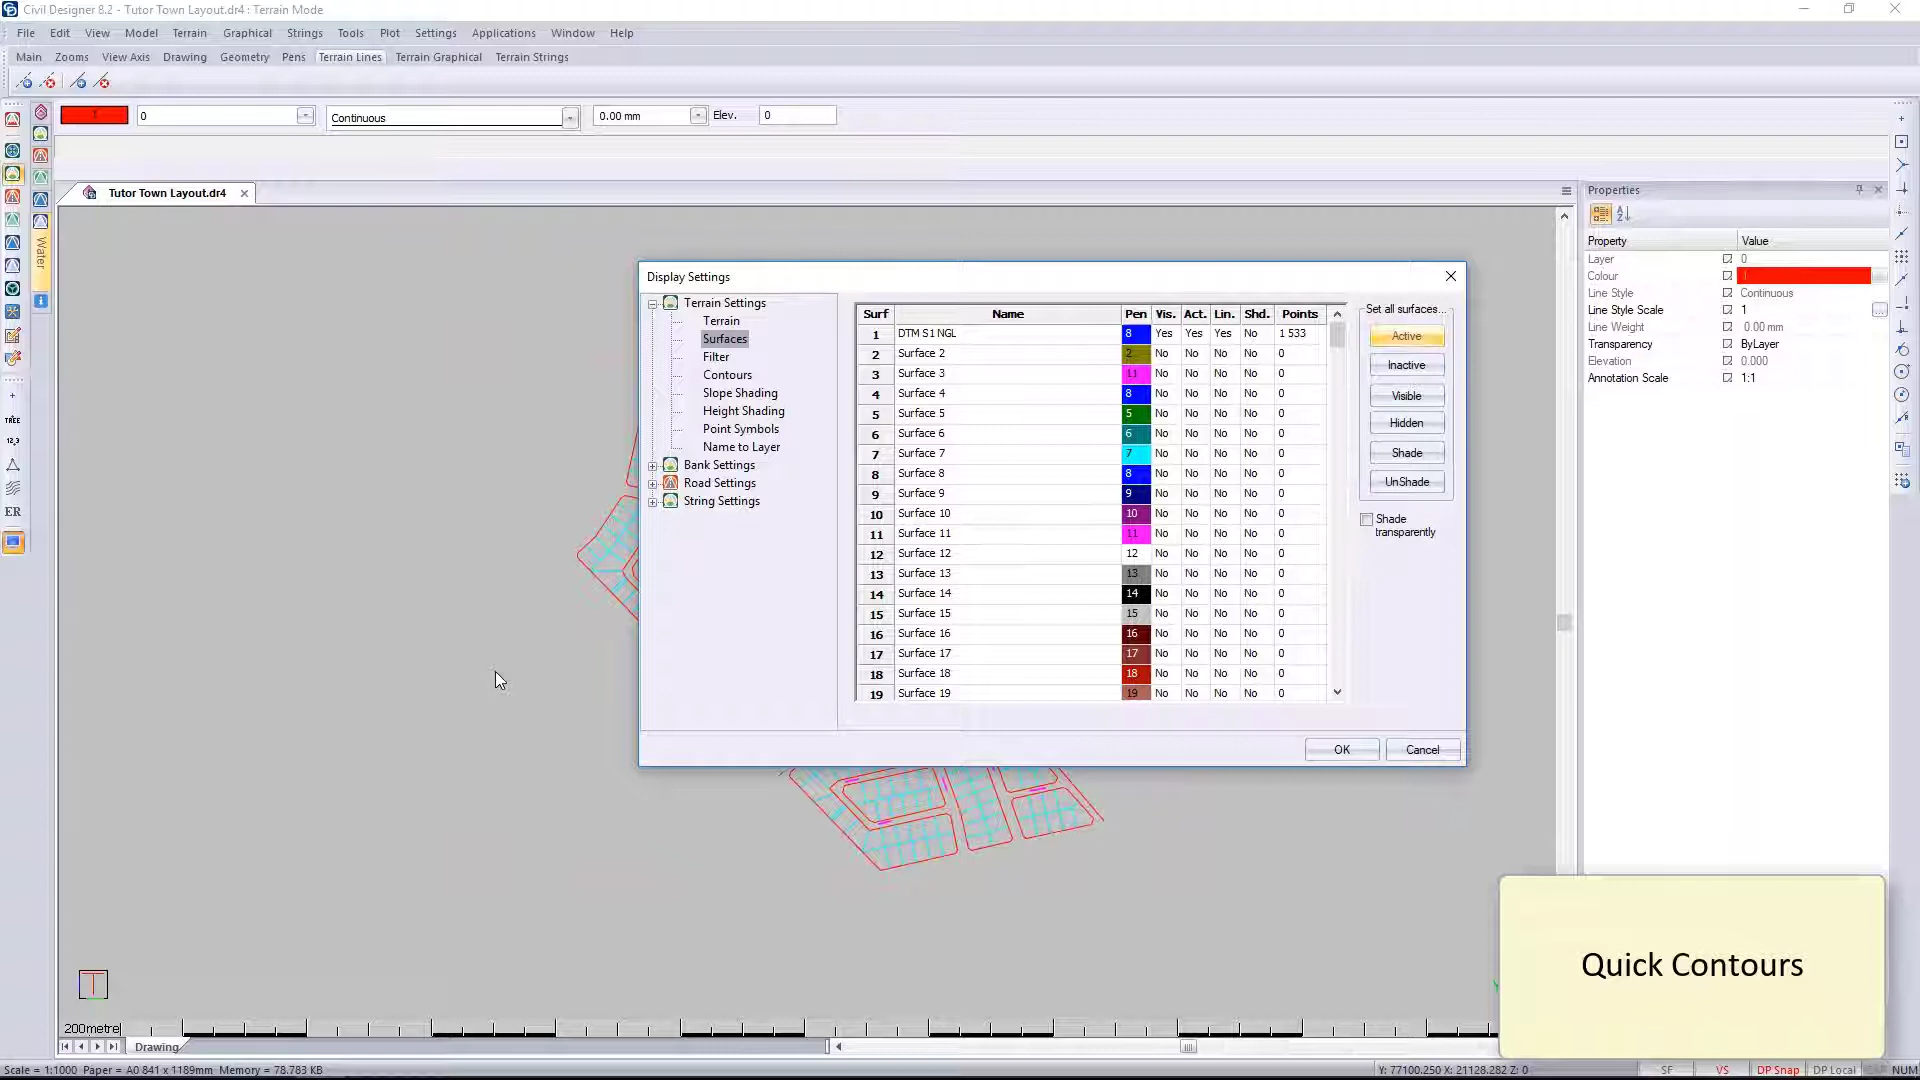 Civil Designer 8.2 - Tutor Town Layout.dr4 : Terrain Mode
File Edit View Model Terrain Graphical Strings Tools Plot Settings Applications Window Help
Main Zooms View Axis Drawing Geometry Pens Terrain Lines Terrain Graphical Terrain Strings
0 Continuous 0.00 mm Elev. 0
Tutor Town Layout.dr4
Water
TREE
12.3
ER
Properties
Property Value
Layer 0
Colour
Line Style Continuous
Line Style Scale 1 ...
Line Weight 0.00 mm
Transparency ByLayer
Elevation 0.000
Annotation Scale 1:1
Display Settings
Terrain Settings
Terrain
Surfaces
Filter
Contours
Slope Shading
Height Shading
Point Symbols
Name to Layer
Bank Settings
Road Settings
String Settings
Surf Name Pen Vis. Act. Lin. Shd. Points
1 DTM S1 NGL 8 Yes Yes Yes No 1 533
2 Surface 2 2 No No No No 0
3 Surface 3 11 No No No No 0
4 Surface 4 8 No No No No 0
5 Surface 5 5 No No No No 0
6 Surface 6 6 No No No No 0
7 Surface 7 7 No No No No 0
8 Surface 8 8 No No No No 0
9 Surface 9 9 No No No No 0
10 Surface 10 10 No No No No 0
11 Surface 11 11 No No No No 0
12 Surface 12 12 No No No No 0
13 Surface 13 13 No No No No 0
14 Surface 14 14 No No No No 0
15 Surface 15 15 No No No No 0
16 Surface 16 16 No No No No 0
17 Surface 17 17 No No No No 0
18 Surface 18 18 No No No No 0
19 Surface 19 19 No No No No 0
Set all surfaces...
Active
Inactive
Visible
Hidden
Shade
UnShade
Shade
transparently
OK Cancel
Quick Contours
200metre
Drawing
Scale = 1:1000 Paper = A0 841 x 1189mm Memory = 78.783 KB Y: 77100.250 X: 21128.282 Z: 0 SF VS DP Snap DP Local NUM